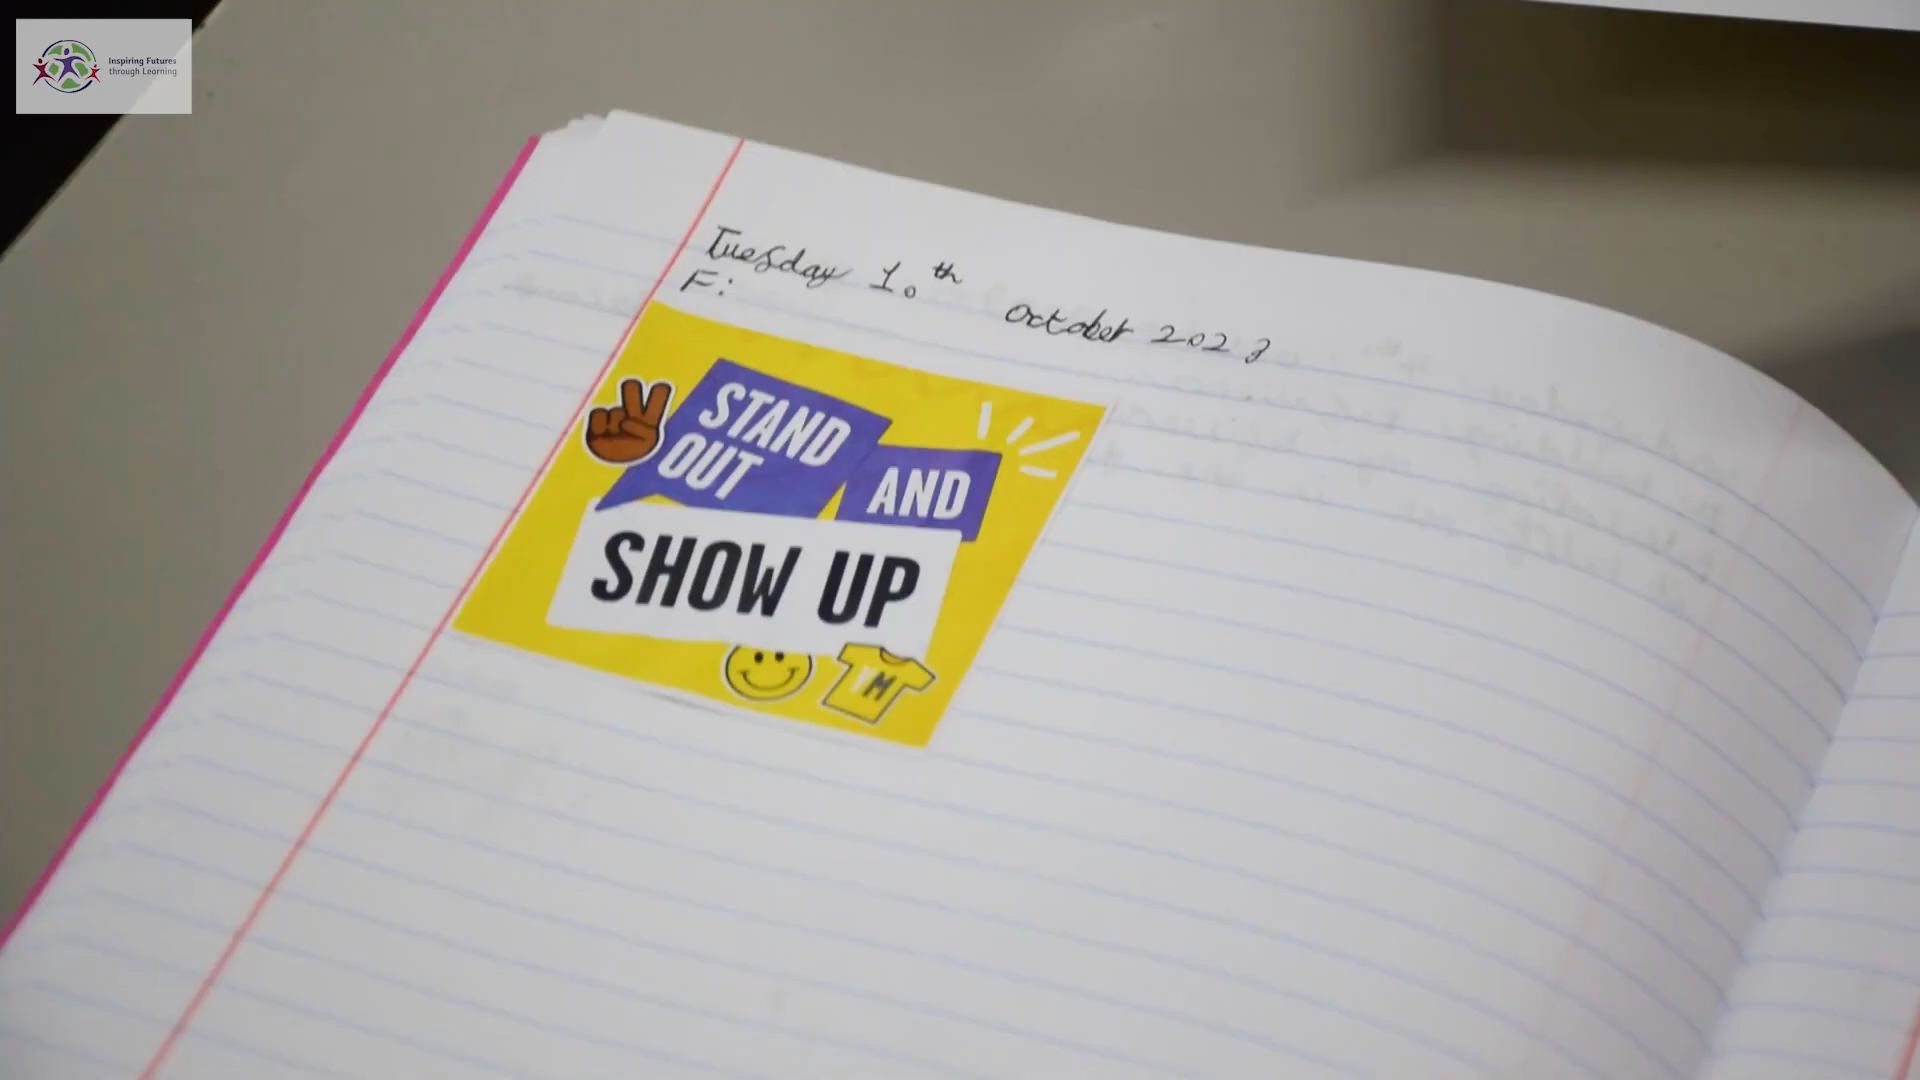 Inspiring Futures
through Learning
Tuesday 10th October 2023
F:
STAND
OUT
AND
SHOW UP
M